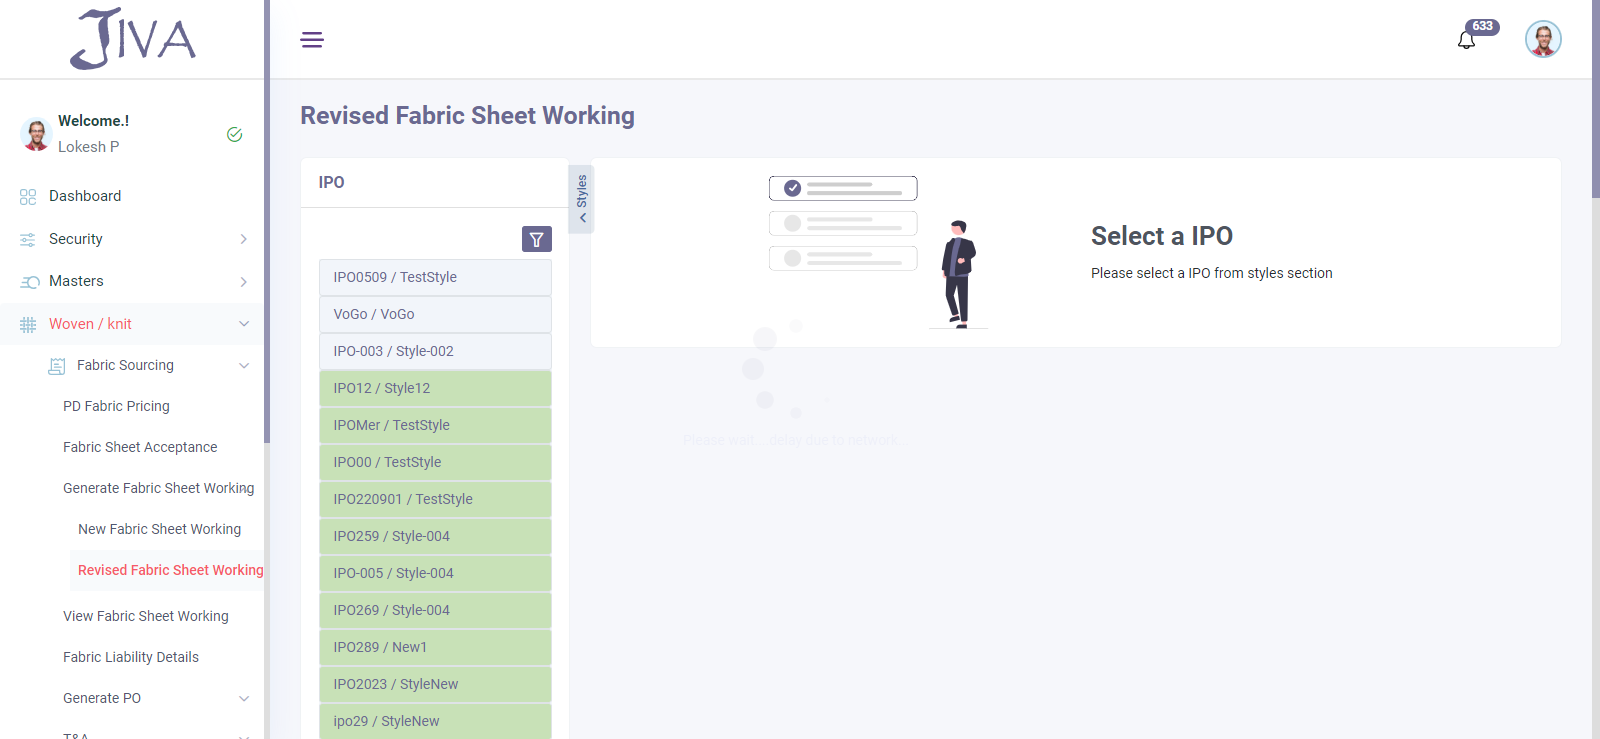 JIVA
633
Welcome.!
Lokesh P
Dashboard
Security
Masters
Woven / knit
Fabric Sourcing
PD Fabric Pricing
Fabric Sheet Acceptance
Generate Fabric Sheet Working
New Fabric Sheet Working
Revised Fabric Sheet Working
View Fabric Sheet Working
Fabric Liability Details
Generate PO
T&A
Revised Fabric Sheet Working
IPO
Styles
IPO0509 / TestStyle
VoGo / VoGo
IPO-003 / Style-002
IPO12 / Style12
IPOMer / TestStyle
IPO00 / TestStyle
IPO220901 / TestStyle
IPO259 / Style-004
IPO-005 / Style-004
IPO269 / Style-004
IPO289 / New1
IPO2023 / StyleNew
ipo29 / StyleNew
Select a IPO
Please select a IPO from styles section
Please wait... delay due to network...